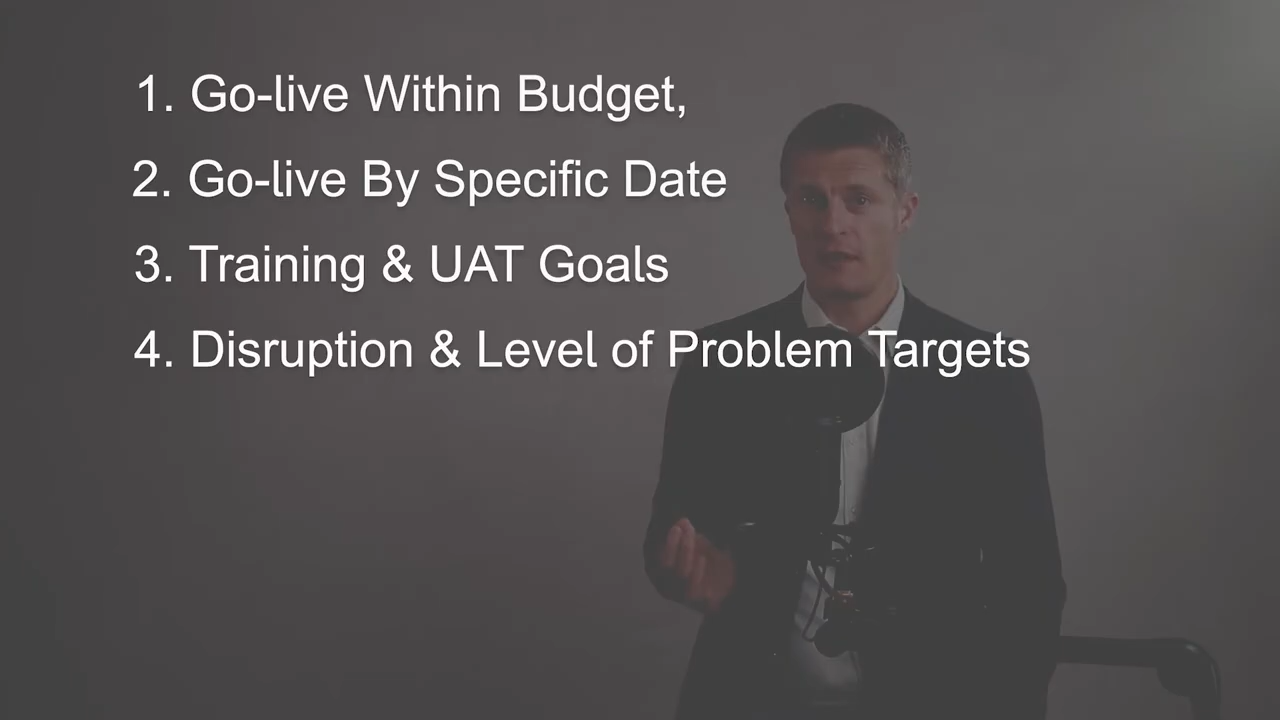 1. Go-live Within Budget,
2. Go-live By Specific Date
3. Training & UAT Goals
4. Disruption & Level of Problem Targets